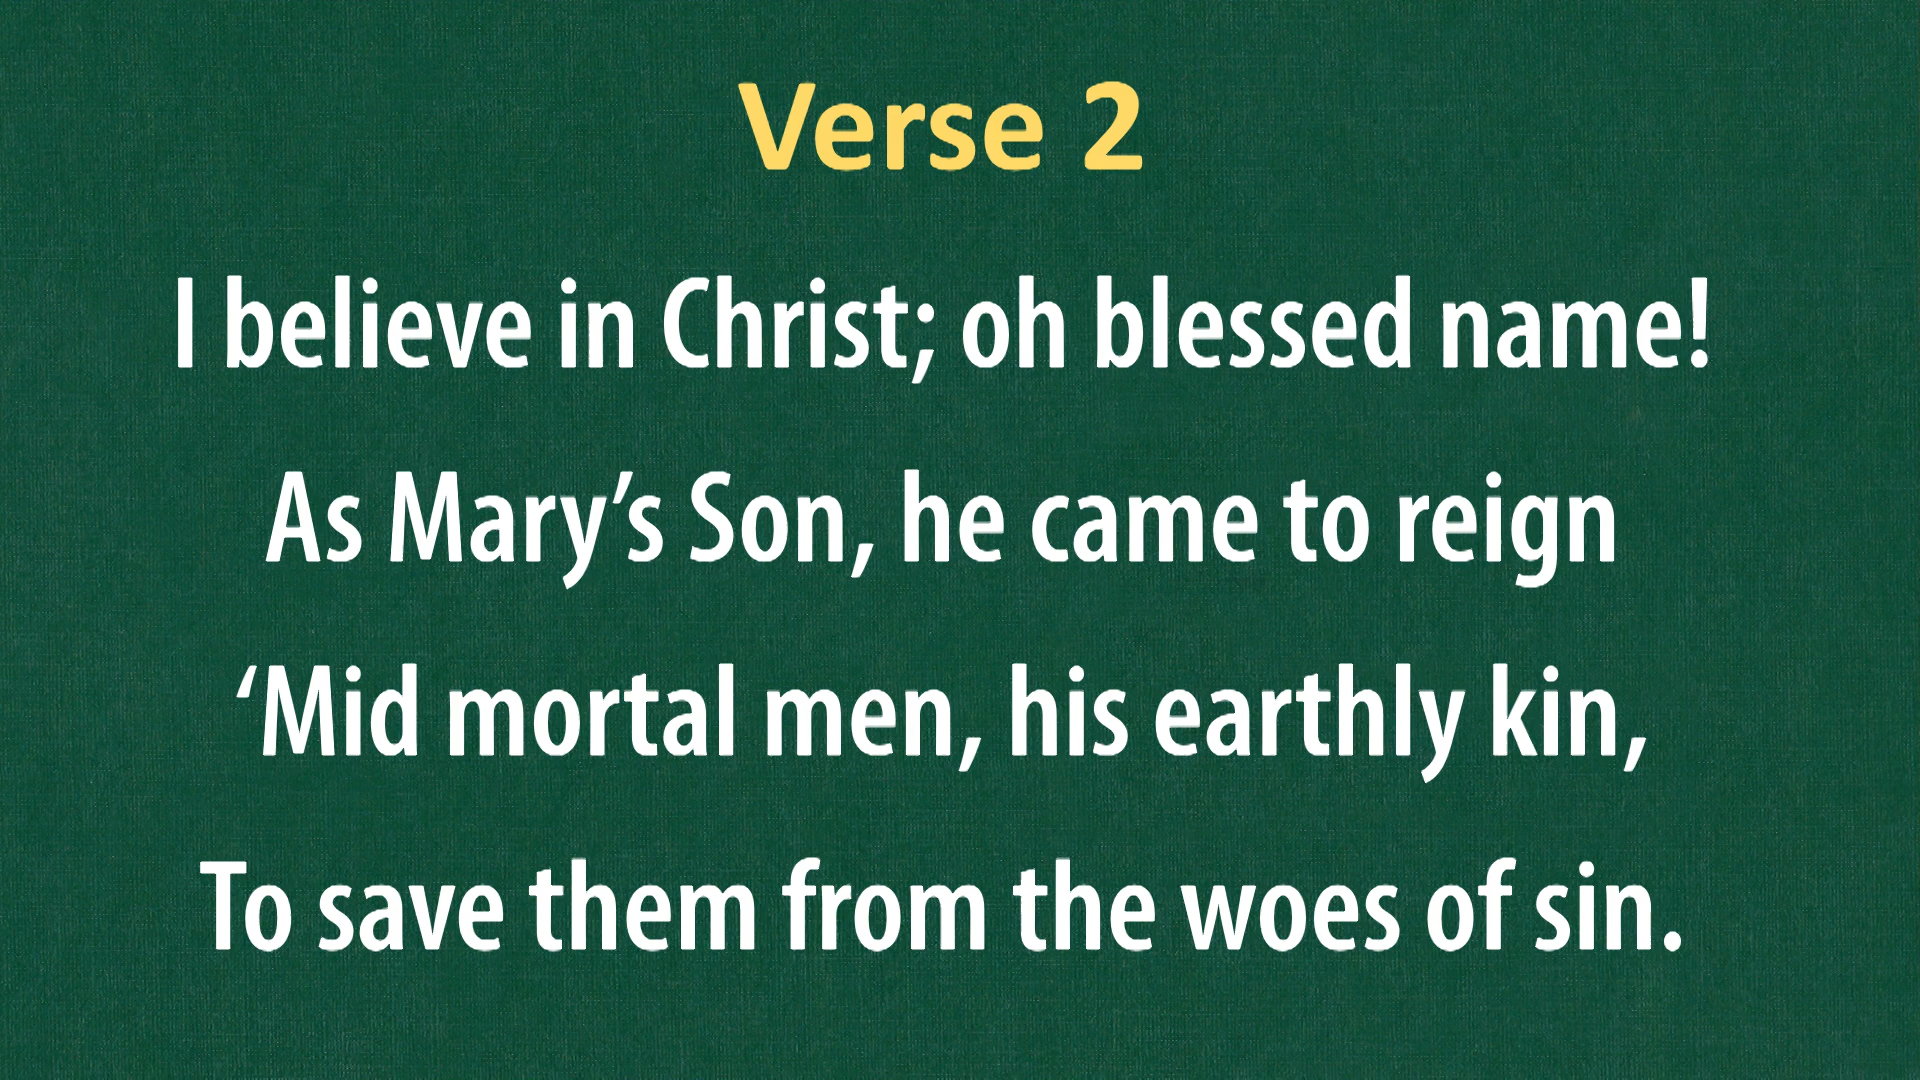 Verse 2
I believe in Christ; oh blessed name!
As Mary’s Son, he came to reign
‘Mid mortal men, his earthly kin,
To save them from the woes of sin.